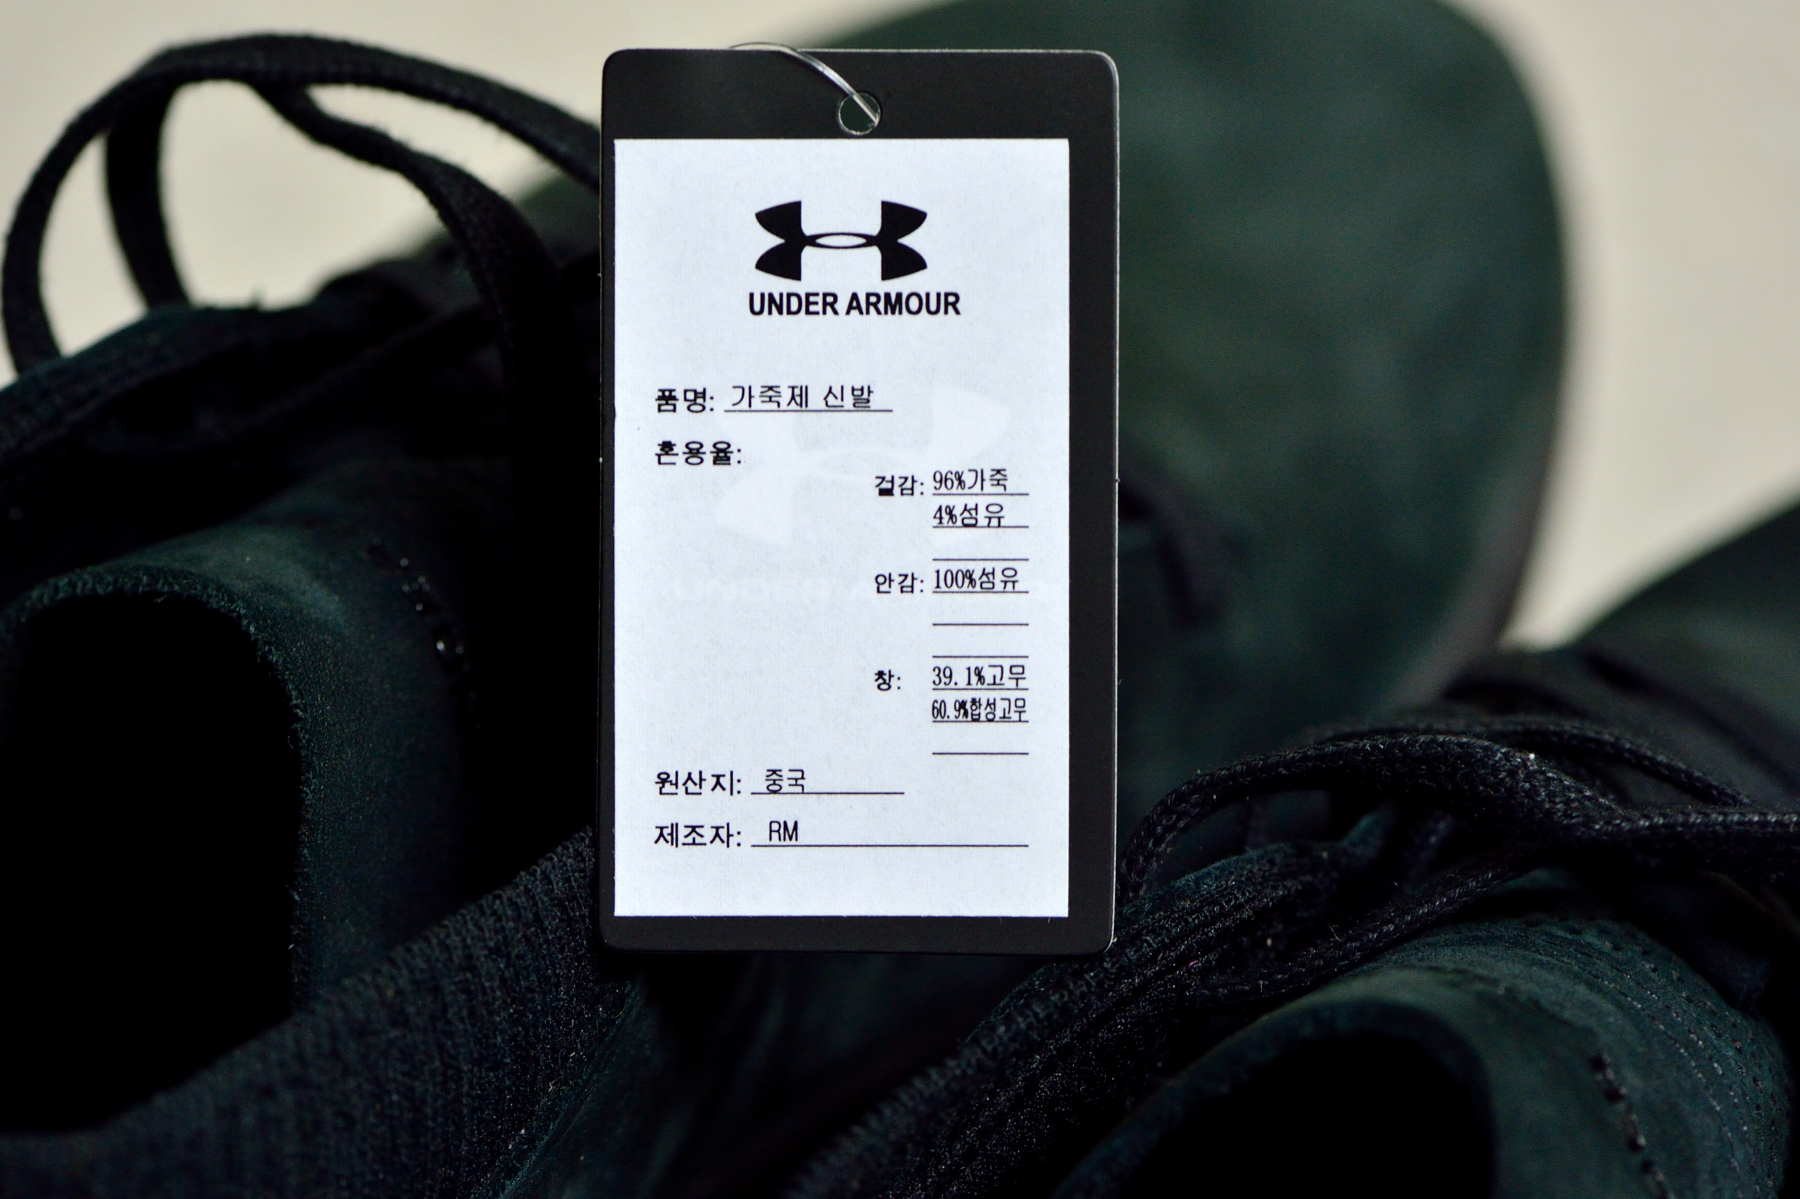 UNDER ARMOUR
품명: 가죽제 신발
혼용율:
걸감: 96%가죽
4%섬유
안감: 100%섬유
창: 39.1%고무
60.9%합성고무
원산지: 중국
제조자: RM